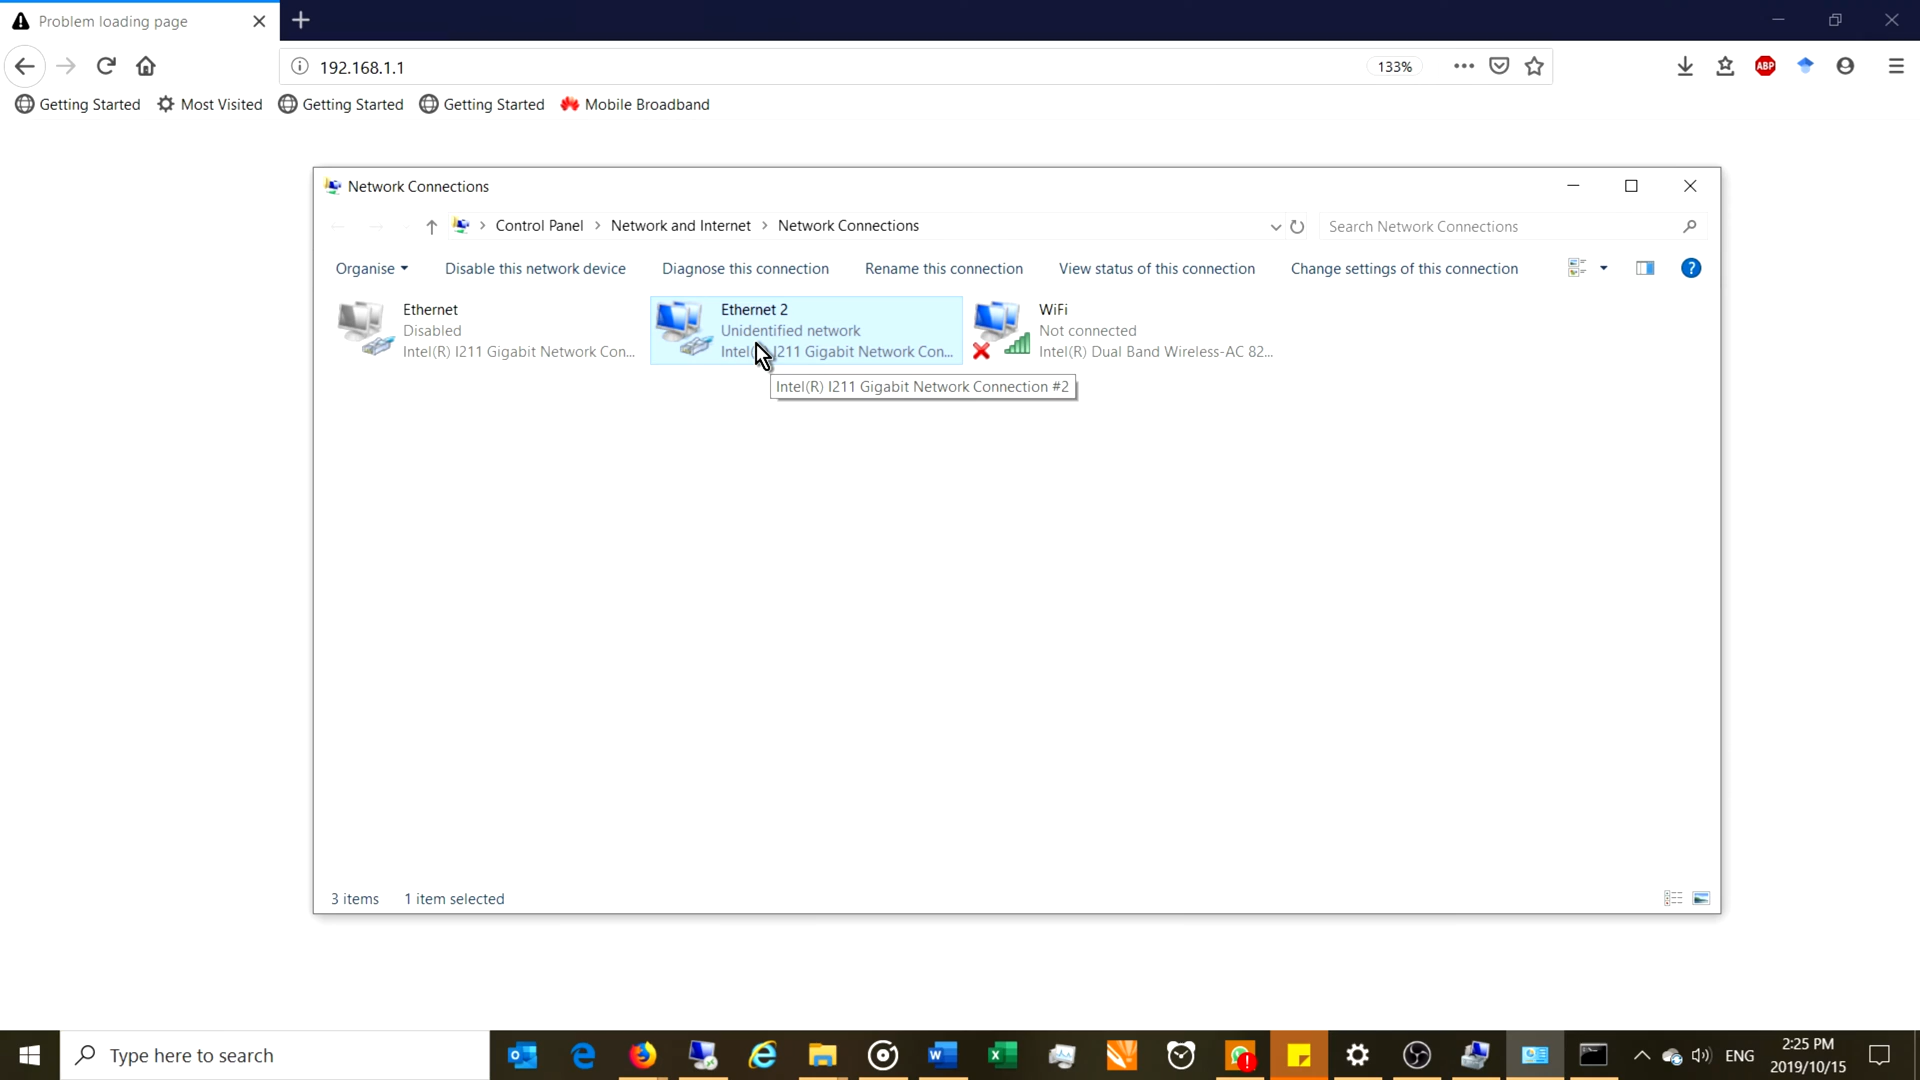 Problem loading page
192.168.1.1
133%
ABP
Getting Started
Most Visited
Getting Started
Getting Started
Mobile Broadband
Network Connections
Control Panel > Network and Internet > Network Connections
Search Network Connections
Organise
Disable this network device
Diagnose this connection
Rename this connection
View status of this connection
Change settings of this connection
Ethernet
Disabled
Intel(R) I211 Gigabit Network Con...
Ethernet 2
Unidentified network
Intel(R) I211 Gigabit Network Con...
WiFi
Not connected
Intel(R) Dual Band Wireless-AC 82...
Intel(R) I211 Gigabit Network Connection #2
3 items
1 item selected
Type here to search
ENG
2:25 PM
2019/10/15